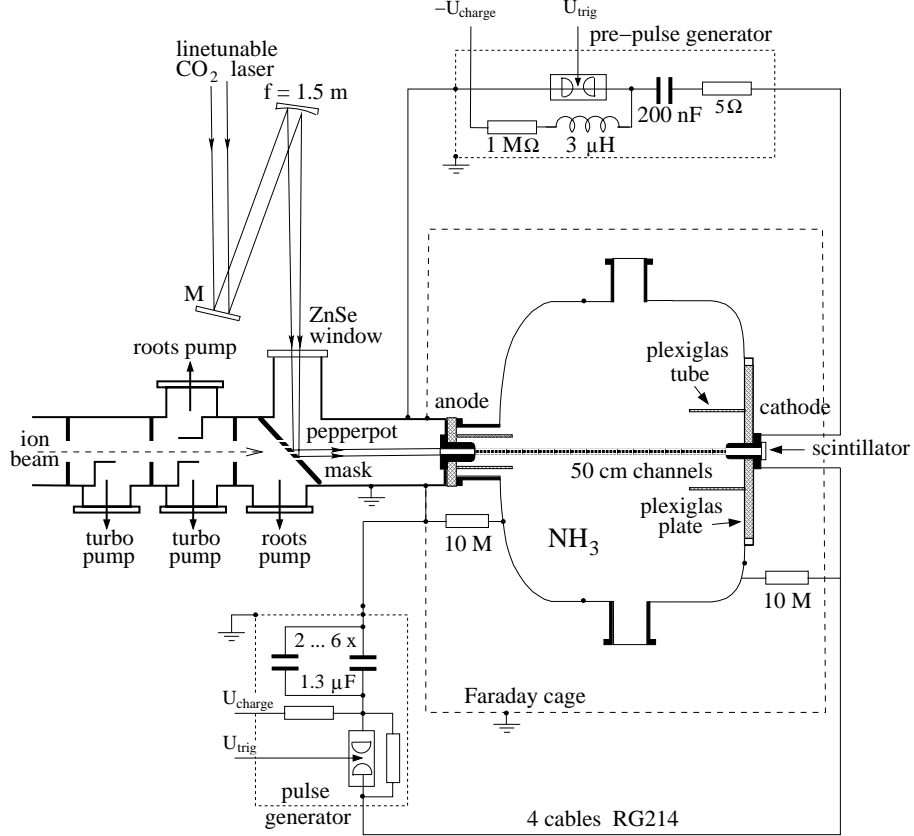 −U_charge
U_trig
linetunable
CO2 laser
f = 1.5 m
pre−pulse generator
200 nF
5Ω
1 MΩ
3 μH
M
ZnSe
window
roots pump
plexiglas
tube
anode
cathode
ion
beam
pepperpot
mask
scintillator
50 cm channels
plexiglas
plate
turbo
pump
turbo
pump
roots
pump
10 M
NH3
10 M
2 ... 6 x
1.3 μF
U_charge
Faraday cage
U_trig
pulse
generator
4 cables RG214